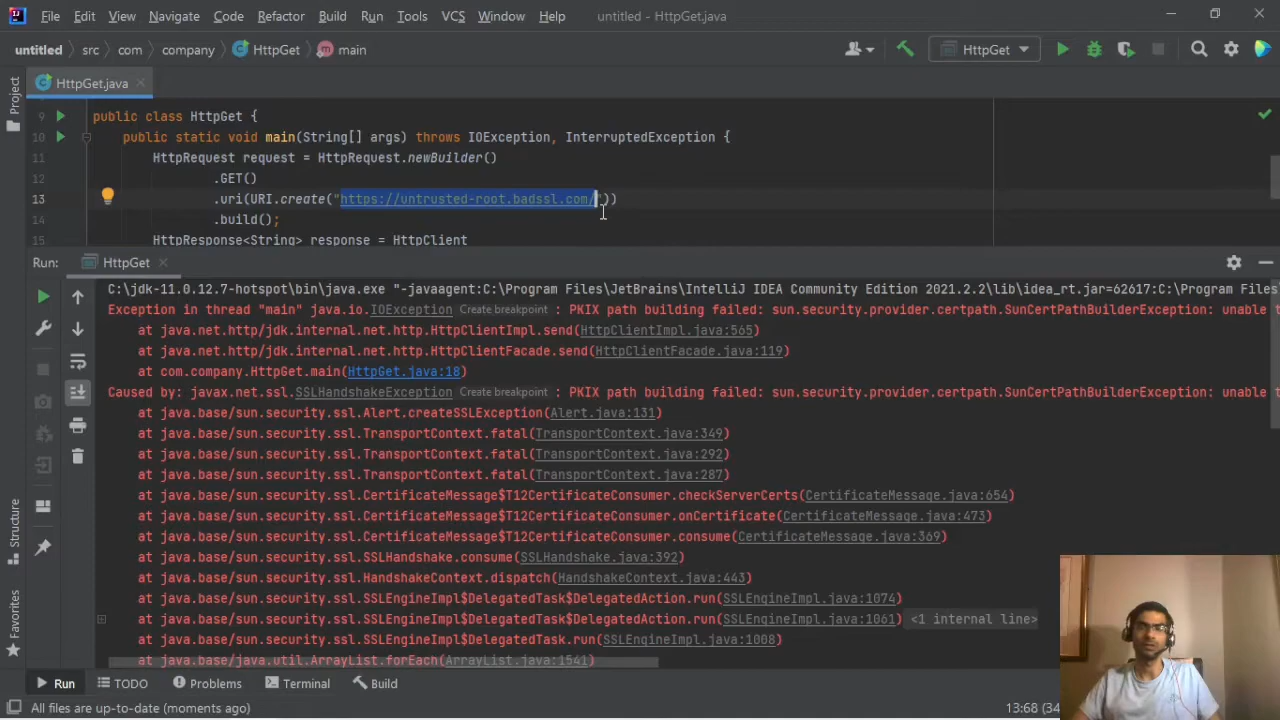 File Edit View Navigate Code Refactor Build Run Tools VCS Window Help untitled - HttpGet.java
untitled src com company HttpGet main HttpGet
Project
HttpGet.java
9 public class HttpGet {
10 public static void main(String[] args) throws IOException, InterruptedException {
11 HttpRequest request = HttpRequest.newBuilder()
12 .GET()
13 .uri(URI.create("https://untrusted-root.badssl.com/"))
14 .build();
15 HttpResponse<String> response = HttpClient
Run: HttpGet
C:\jdk-11.0.12.7-hotspot\bin\java.exe "-javaagent:C:\Program Files\JetBrains\IntelliJ IDEA Community Edition 2021.2.2\lib\idea_rt.jar=62617:C:\Program Files
Exception in thread "main" java.io.IOException Create breakpoint : PKIX path building failed: sun.security.provider.certpath.SunCertPathBuilderException: unable t
at java.net.http/jdk.internal.net.http.HttpClientImpl.send(HttpClientImpl.java:565)
at java.net.http/jdk.internal.net.http.HttpClientFacade.send(HttpClientFacade.java:119)
at com.company.HttpGet.main(HttpGet.java:18)
Caused by: javax.net.ssl.SSLHandshakeException Create breakpoint : PKIX path building failed: sun.security.provider.certpath.SunCertPathBuilderException: unable t
at java.base/sun.security.ssl.Alert.createSSLException(Alert.java:131)
at java.base/sun.security.ssl.TransportContext.fatal(TransportContext.java:349)
at java.base/sun.security.ssl.TransportContext.fatal(TransportContext.java:292)
at java.base/sun.security.ssl.TransportContext.fatal(TransportContext.java:287)
at java.base/sun.security.ssl.CertificateMessage$T12CertificateConsumer.checkServerCerts(CertificateMessage.java:654)
at java.base/sun.security.ssl.CertificateMessage$T12CertificateConsumer.onCertificate(CertificateMessage.java:473)
at java.base/sun.security.ssl.CertificateMessage$T12CertificateConsumer.consume(CertificateMessage.java:369)
at java.base/sun.security.ssl.SSLHandshake.consume(SSLHandshake.java:392)
at java.base/sun.security.ssl.HandshakeContext.dispatch(HandshakeContext.java:443)
at java.base/sun.security.ssl.SSLEngineImpl$DelegatedTask$DelegatedAction.run(SSLEngineImpl.java:1074)
at java.base/sun.security.ssl.SSLEngineImpl$DelegatedTask$DelegatedAction.run(SSLEngineImpl.java:1061) <1 internal line>
at java.base/sun.security.ssl.SSLEngineImpl$DelegatedTask.run(SSLEngineImpl.java:1008)
at java.base/java.util.ArrayList.forEach(ArrayList.java:1541)
Structure
Favorites
Run TODO Problems Terminal Build
All files are up-to-date (moments ago) 13:68 (34